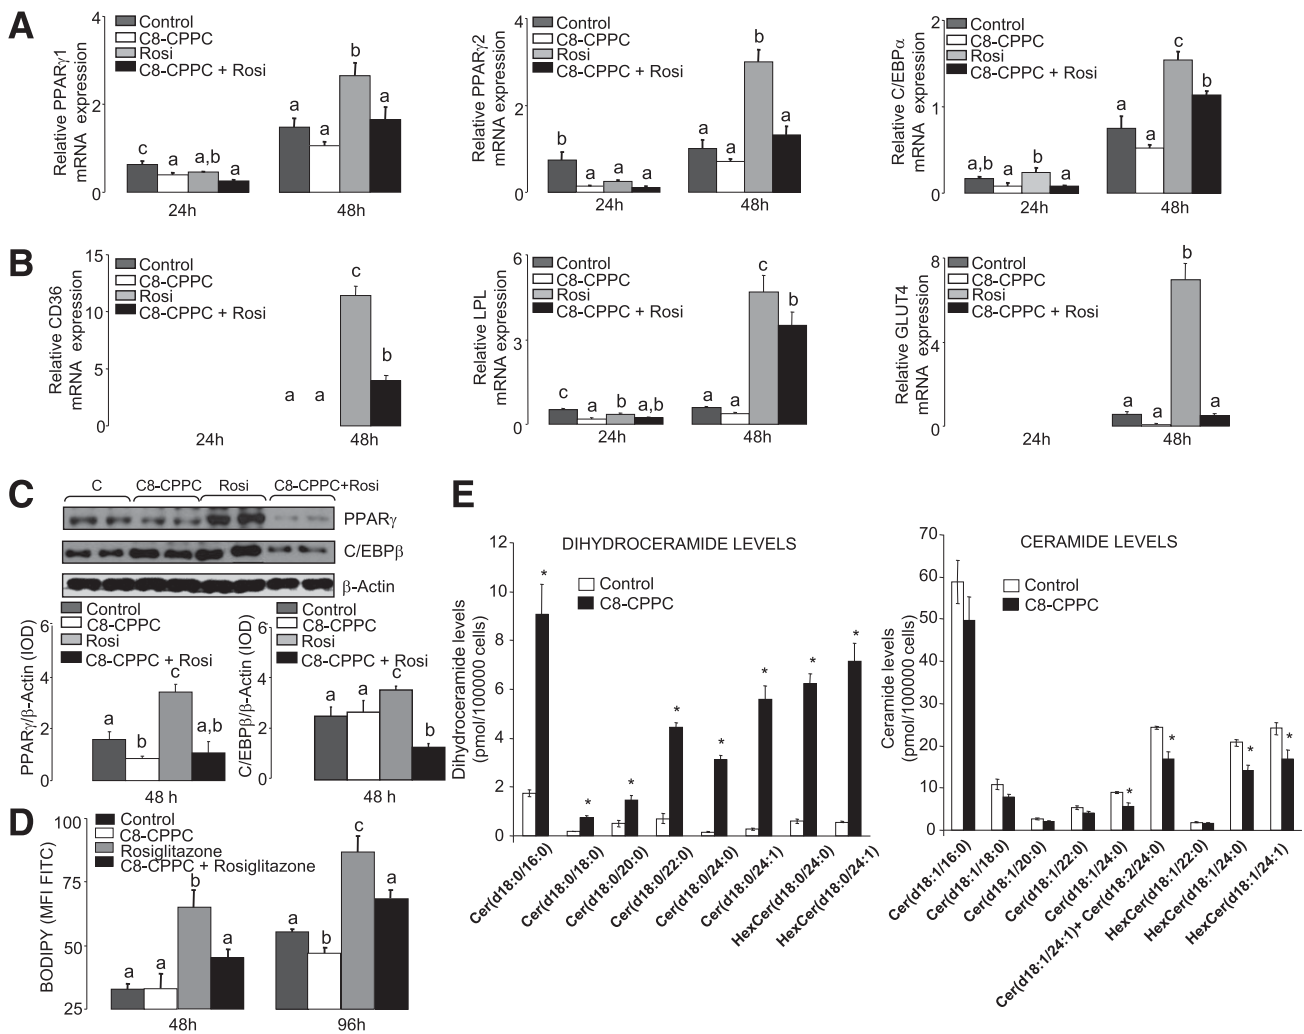 A
Relative PPARγ1
mRNA expression
4
2
0
Control
C8-CPPC
Rosi
C8-CPPC + Rosi
c
a
a,b
a
a
a
b
a
24h
48h
Relative PPARγ2
mRNA expression
4
2
0
Control
C8-CPPC
Rosi
C8-CPPC + Rosi
b
a
a
a
a
a
b
a
24h
48h
Relative C/EBPα
mRNA expression
2
1
0
Control
C8-CPPC
Rosi
C8-CPPC + Rosi
a,b
a
b
a
a
a
c
b
24h
48h
B
Relative CD36
mRNA expression
15
10
5
0
Control
C8-CPPC
Rosi
C8-CPPC + Rosi
a
a
c
b
24h
48h
Relative LPL
mRNA expression
6
3
0
Control
C8-CPPC
Rosi
C8-CPPC + Rosi
c
a
b
a,b
a
a
c
b
24h
48h
Relative GLUT4
mRNA expression
8
4
0
Control
C8-CPPC
Rosi
C8-CPPC + Rosi
a
a
b
a
24h
48h
C
C C8-CPPC Rosi C8-CPPC+Rosi
PPARγ
C/EBPβ
β-Actin
PPARγ/β-Actin (IOD)
6
4
2
0
Control
C8-CPPC
Rosi
C8-CPPC + Rosi
a
b
c
a,b
48 h
C/EBPβ/β-Actin (IOD)
6
4
2
0
Control
C8-CPPC
Rosi
C8-CPPC + Rosi
a
a
c
b
48 h
D
BODIPY (MFI FITC)
100
75
50
25
Control
C8-CPPC
Rosiglitazone
C8-CPPC + Rosiglitazone
a
a
b
a
a
b
c
a
48h
96h
E
DIHYDROCERAMIDE LEVELS
Dihydroceramide levels
(pmol/100000 cells)
12
10
8
6
4
2
0
Control
C8-CPPC
*
*
*
*
*
*
*
*
Cer(d18:0/16:0)
Cer(d18:0/18:0)
Cer(d18:0/20:0)
Cer(d18:0/22:0)
Cer(d18:0/24:0)
Cer(d18:0/24:1)
HexCer(d18:0/24:0)
HexCer(d18:0/24:1)
CERAMIDE LEVELS
Ceramide levels
(pmol/100000 cells)
70
60
50
40
30
20
10
0
Control
C8-CPPC
*
*
*
*
Cer(d18:1/16:0)
Cer(d18:1/18:0)
Cer(d18:1/20:0)
Cer(d18:1/22:0)
Cer(d18:1/24:0)
Cer(d18:1/24:1)+ Cer(d18:2/24:0)
HexCer(d18:1/22:0)
HexCer(d18:1/24:0)
HexCer(d18:1/24:1)